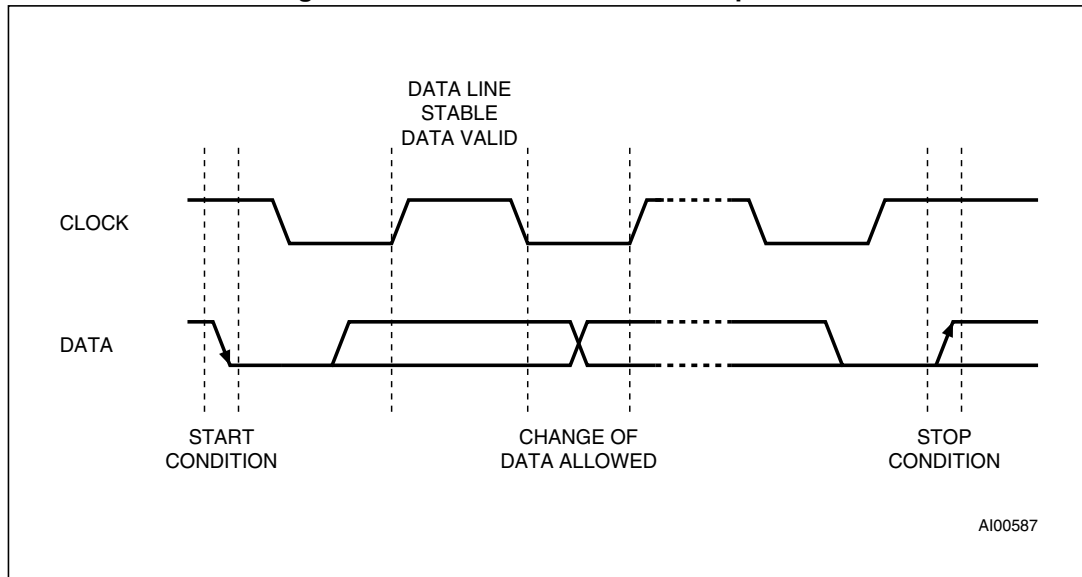 DATA LINE
STABLE
DATA VALID
CLOCK
DATA
START
CONDITION
CHANGE OF
DATA ALLOWED
STOP
CONDITION
AI00587